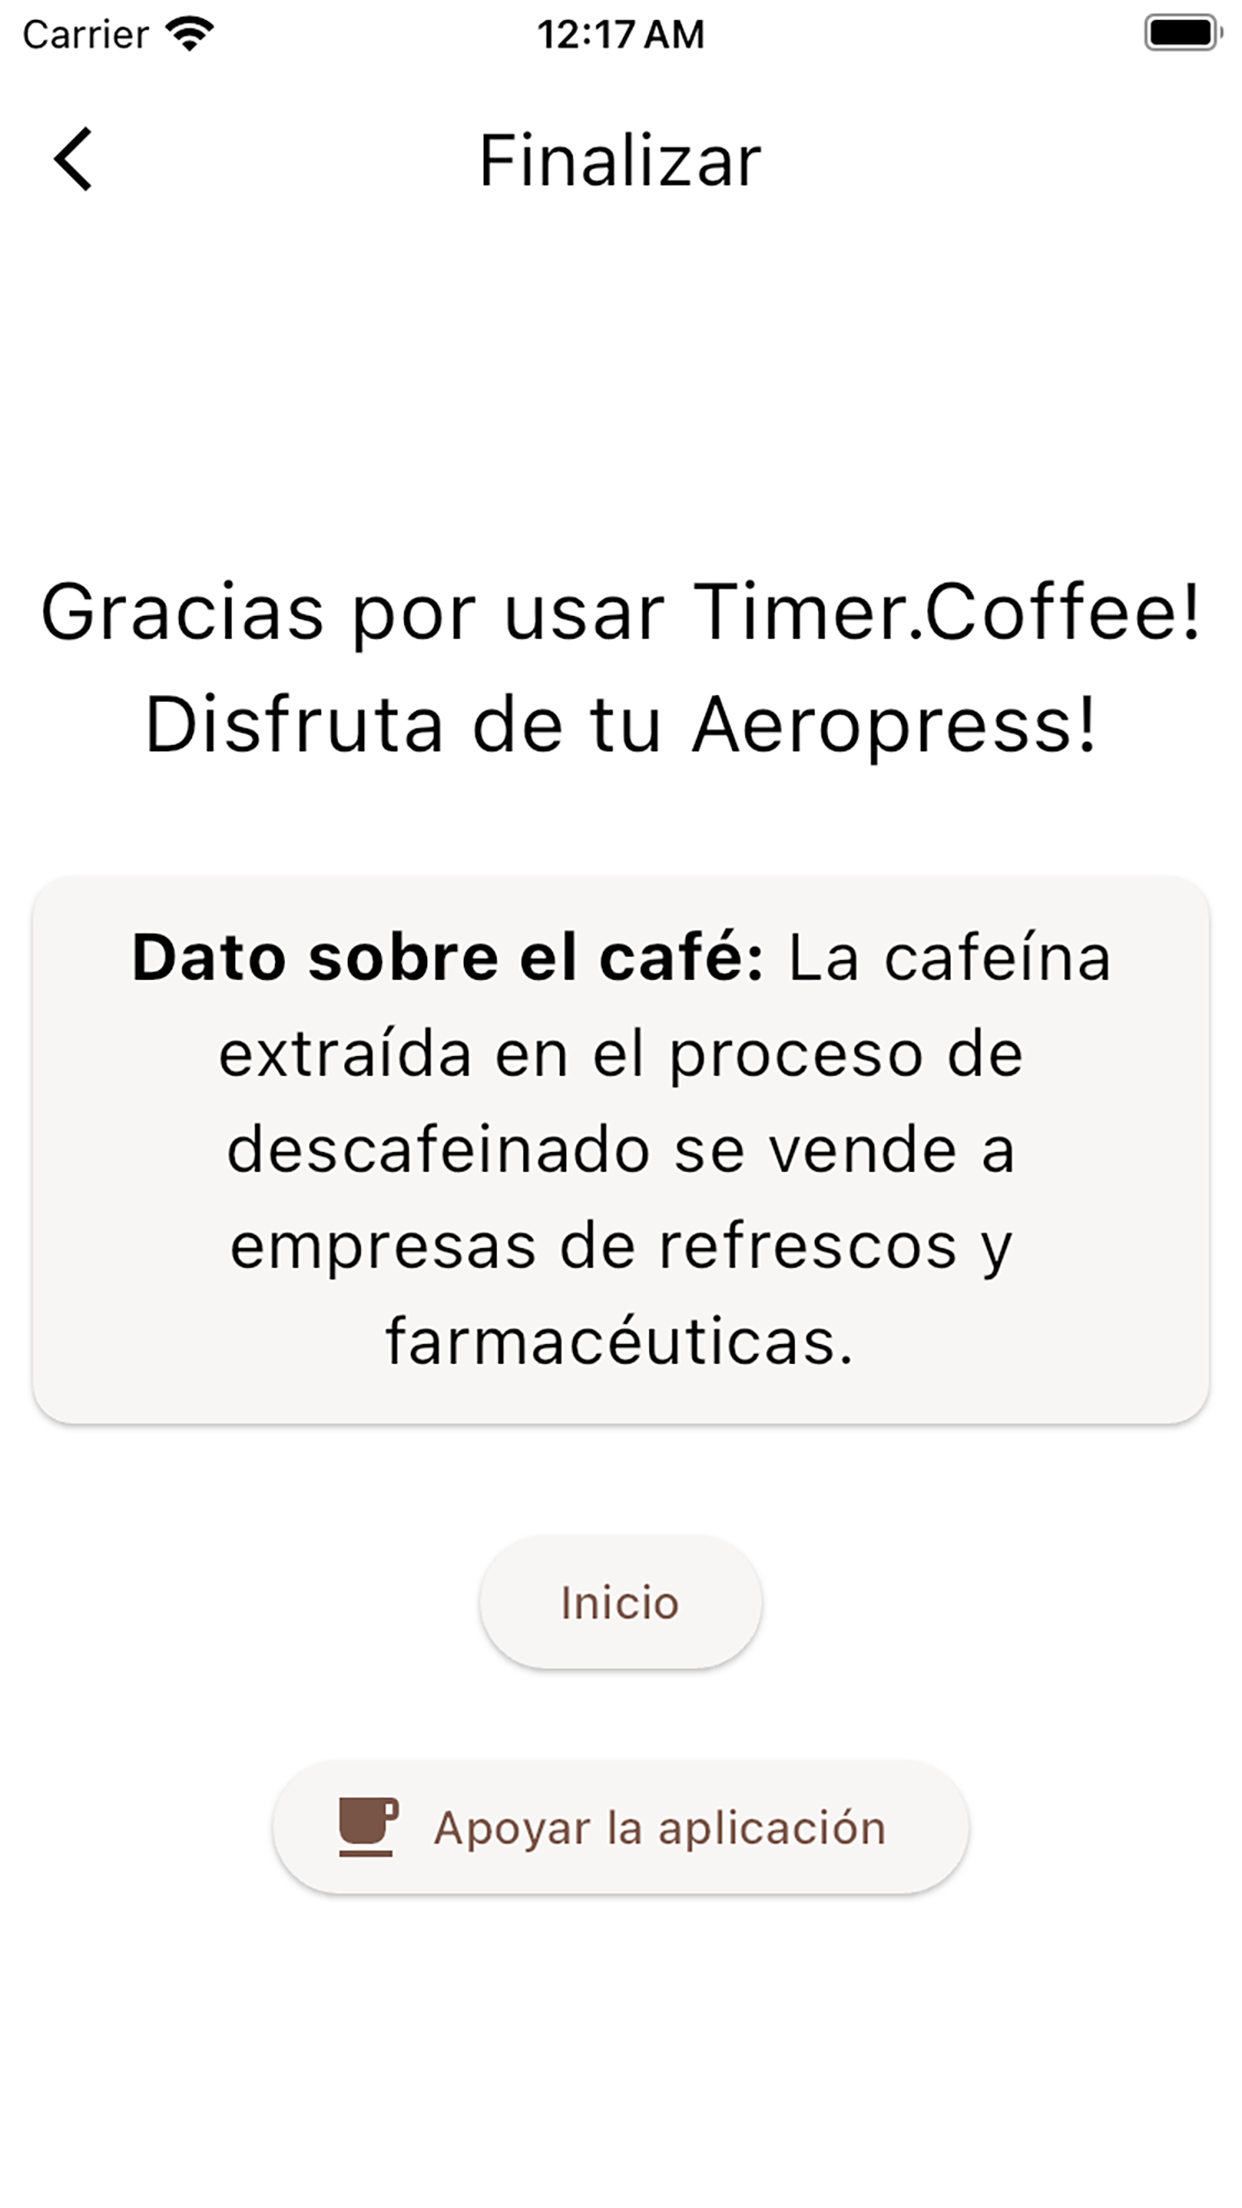 Carrier 12:17 AM
Finalizar
Gracias por usar Timer.Coffee!
Disfruta de tu Aeropress!
Dato sobre el café: La cafeína
extraída en el proceso de
descafeinado se vende a
empresas de refrescos y
farmacéuticas.
Inicio
Apoyar la aplicación